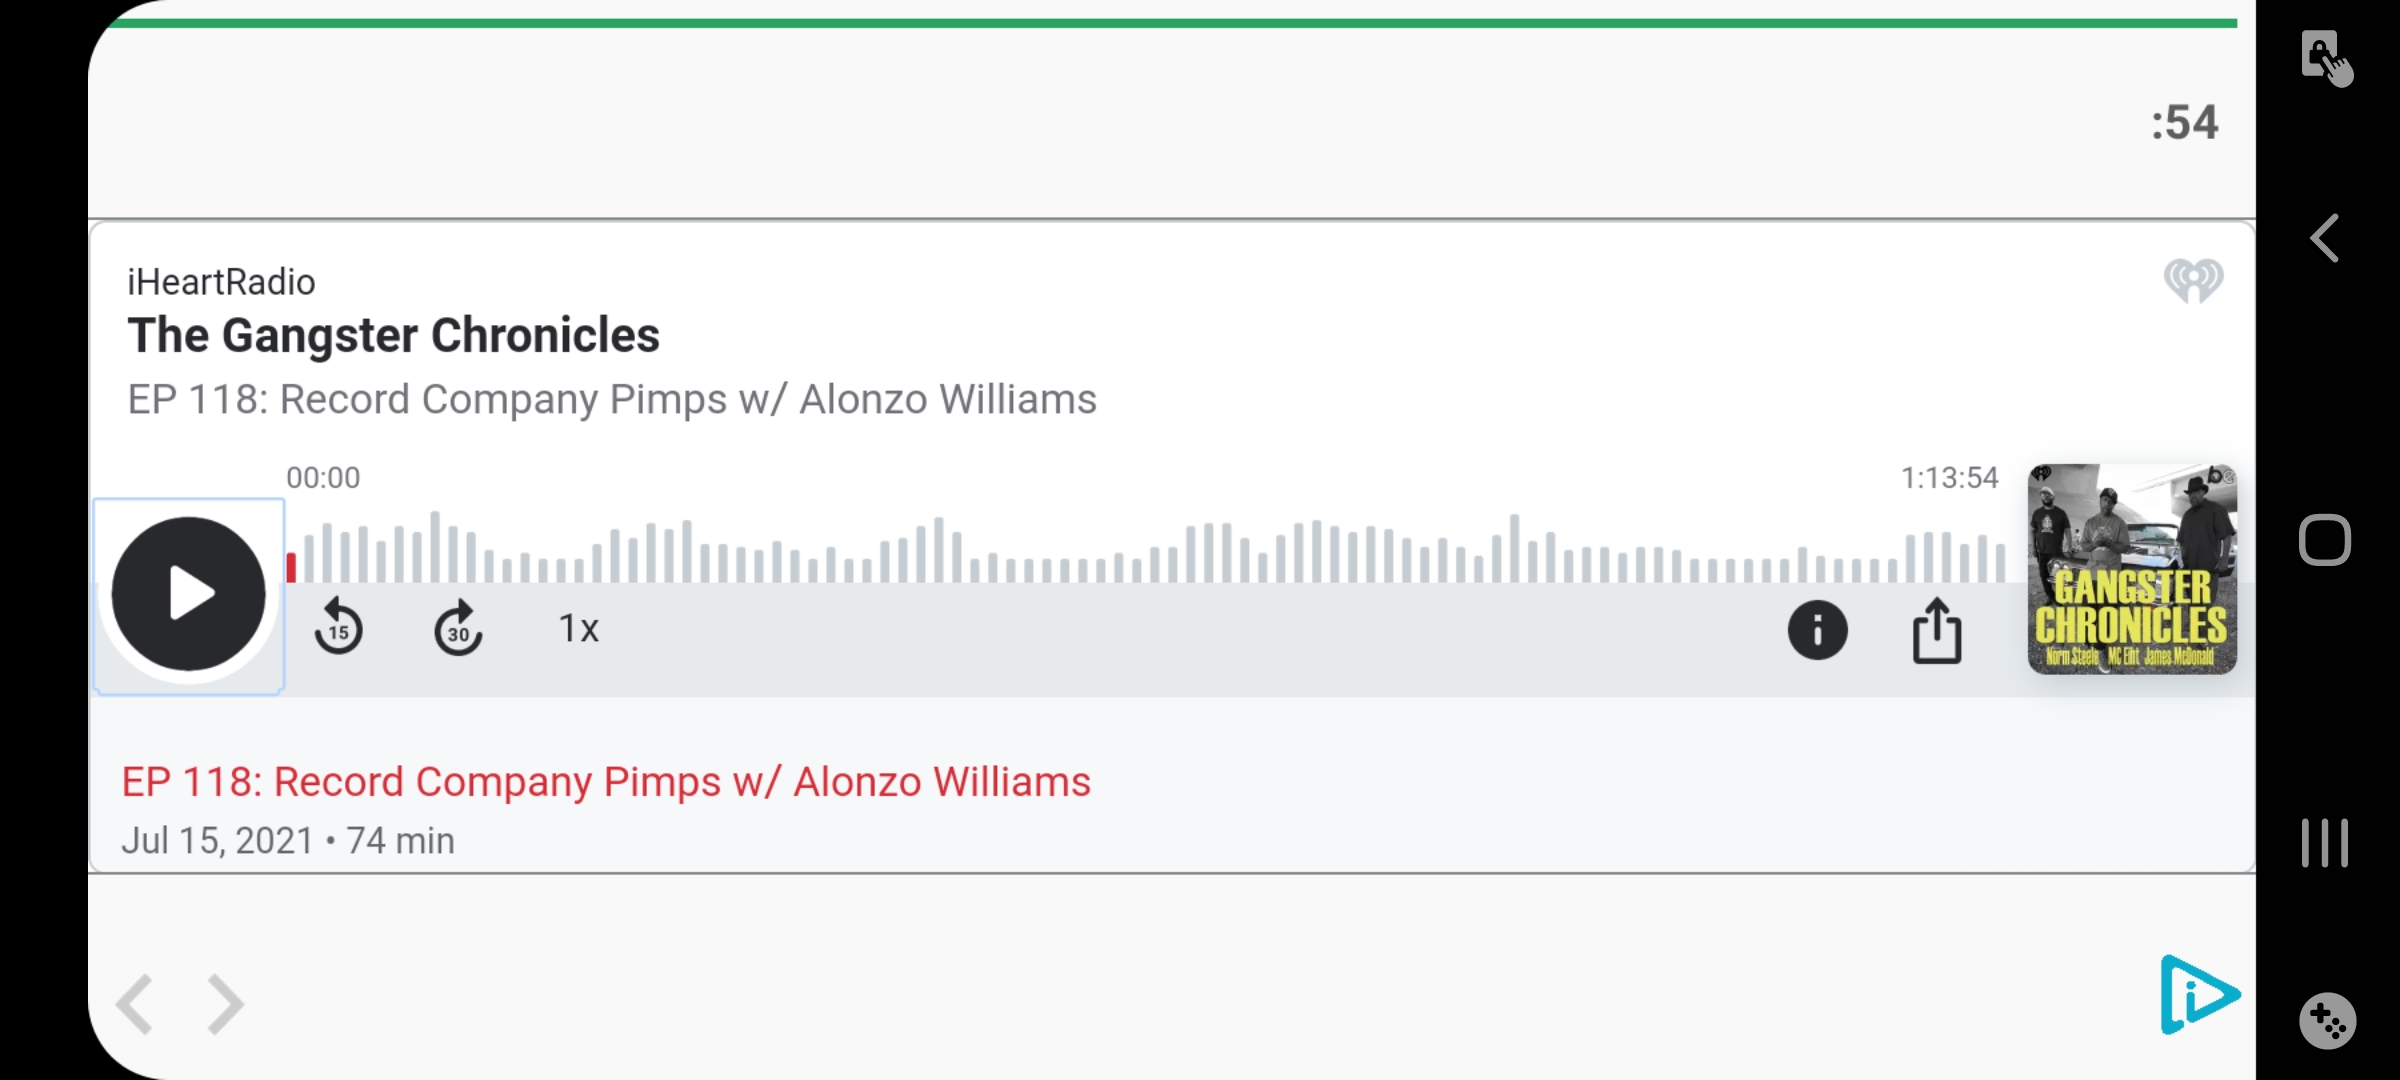 :54
iHeartRadio
The Gangster Chronicles
EP 118: Record Company Pimps w/ Alonzo Williams
00:00
1:13:54
15
30
1x
GANGSTER
CHRONICLES
Norm Steele MC Eiht James McDonald
EP 118: Record Company Pimps w/ Alonzo Williams
Jul 15, 2021 • 74 min